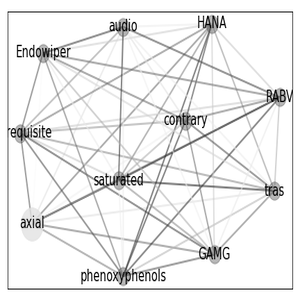 audio
HANA
Endowiper
RABV
contrary
requisite
saturated
tras
axial
GAMG
phenoxyphenols